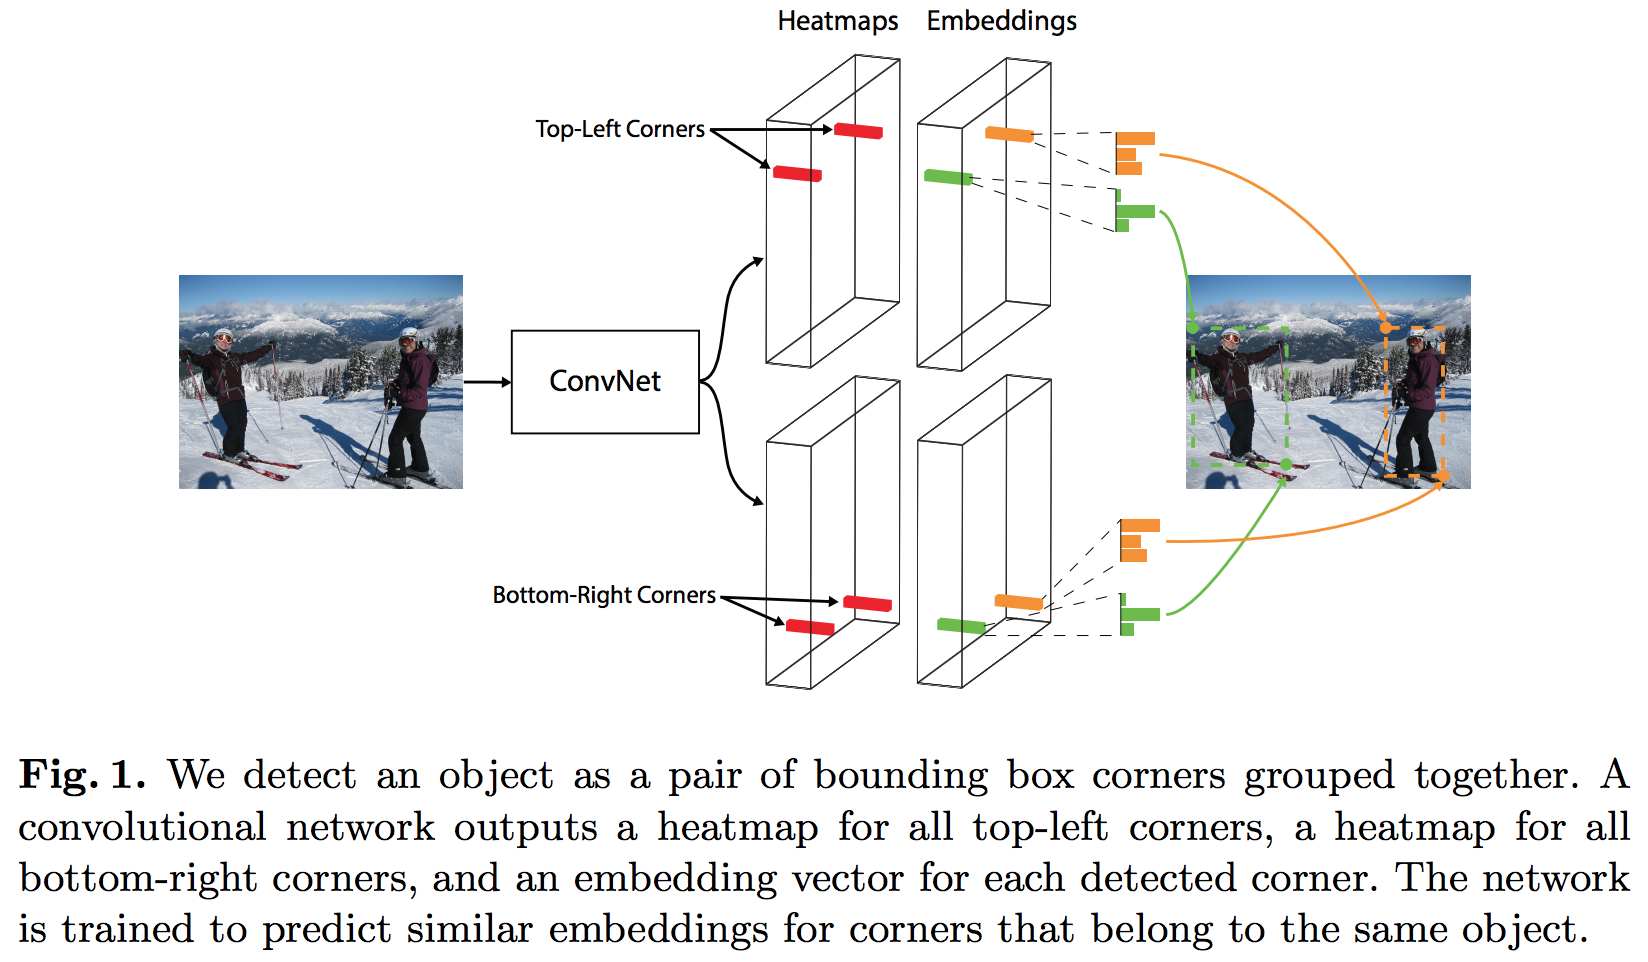 Heatmaps Embeddings
Top-Left Corners
ConvNet
Bottom-Right Corners
Fig. 1. We detect an object as a pair of bounding box corners grouped together. A
convolutional network outputs a heatmap for all top-left corners, a heatmap for all
bottom-right corners, and an embedding vector for each detected corner. The network
is trained to predict similar embeddings for corners that belong to the same object.